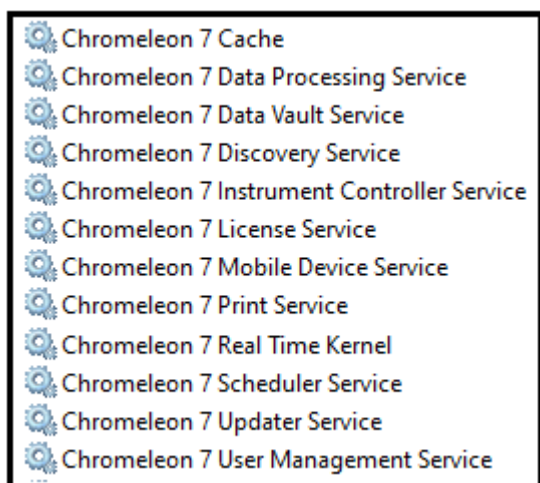 Chromeleon 7 Cache
Chromeleon 7 Data Processing Service
Chromeleon 7 Data Vault Service
Chromeleon 7 Discovery Service
Chromeleon 7 Instrument Controller Service
Chromeleon 7 License Service
Chromeleon 7 Mobile Device Service
Chromeleon 7 Print Service
Chromeleon 7 Real Time Kernel
Chromeleon 7 Scheduler Service
Chromeleon 7 Updater Service
Chromeleon 7 User Management Service